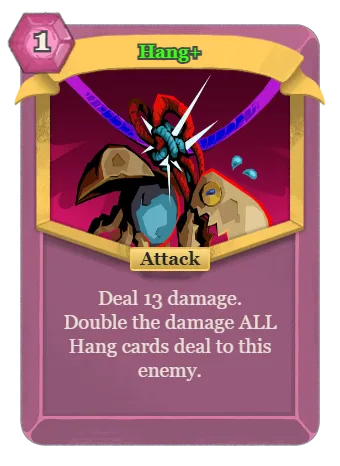 1
Hang+
Attack
Deal 13 damage.
Double the damage ALL
Hang cards deal to this
enemy.